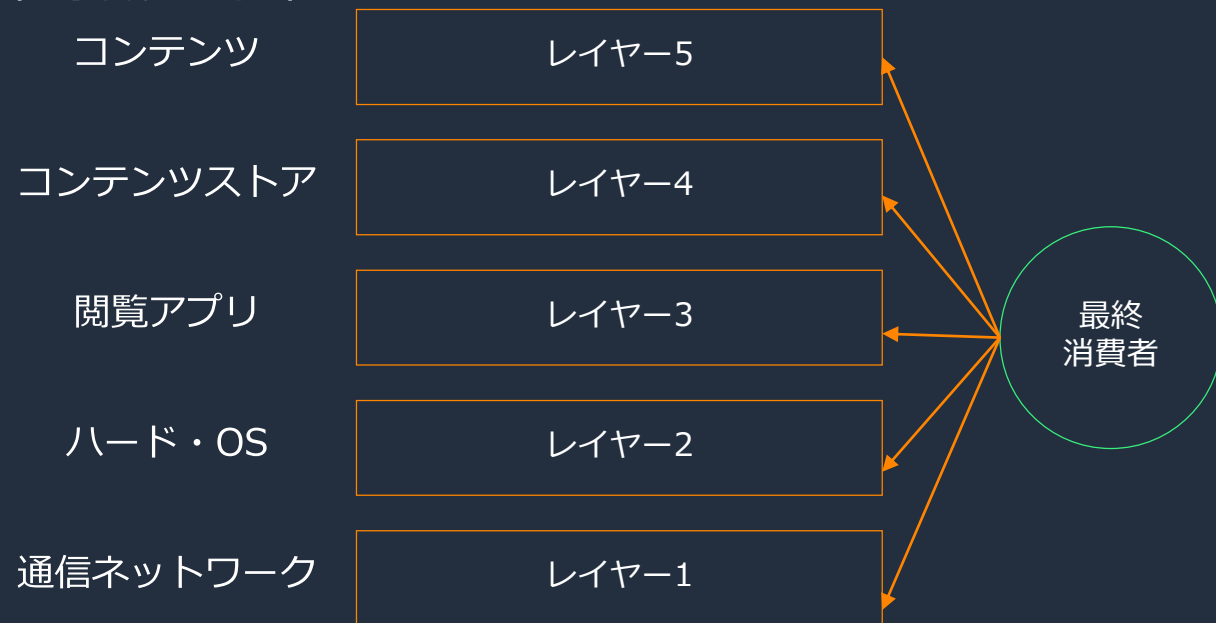 コンテンツ
レイヤー5
コンテンツストア
レイヤー4
閲覧アプリ
レイヤー3
最終
消費者
ハード・OS
レイヤー2
通信ネットワーク
レイヤー1